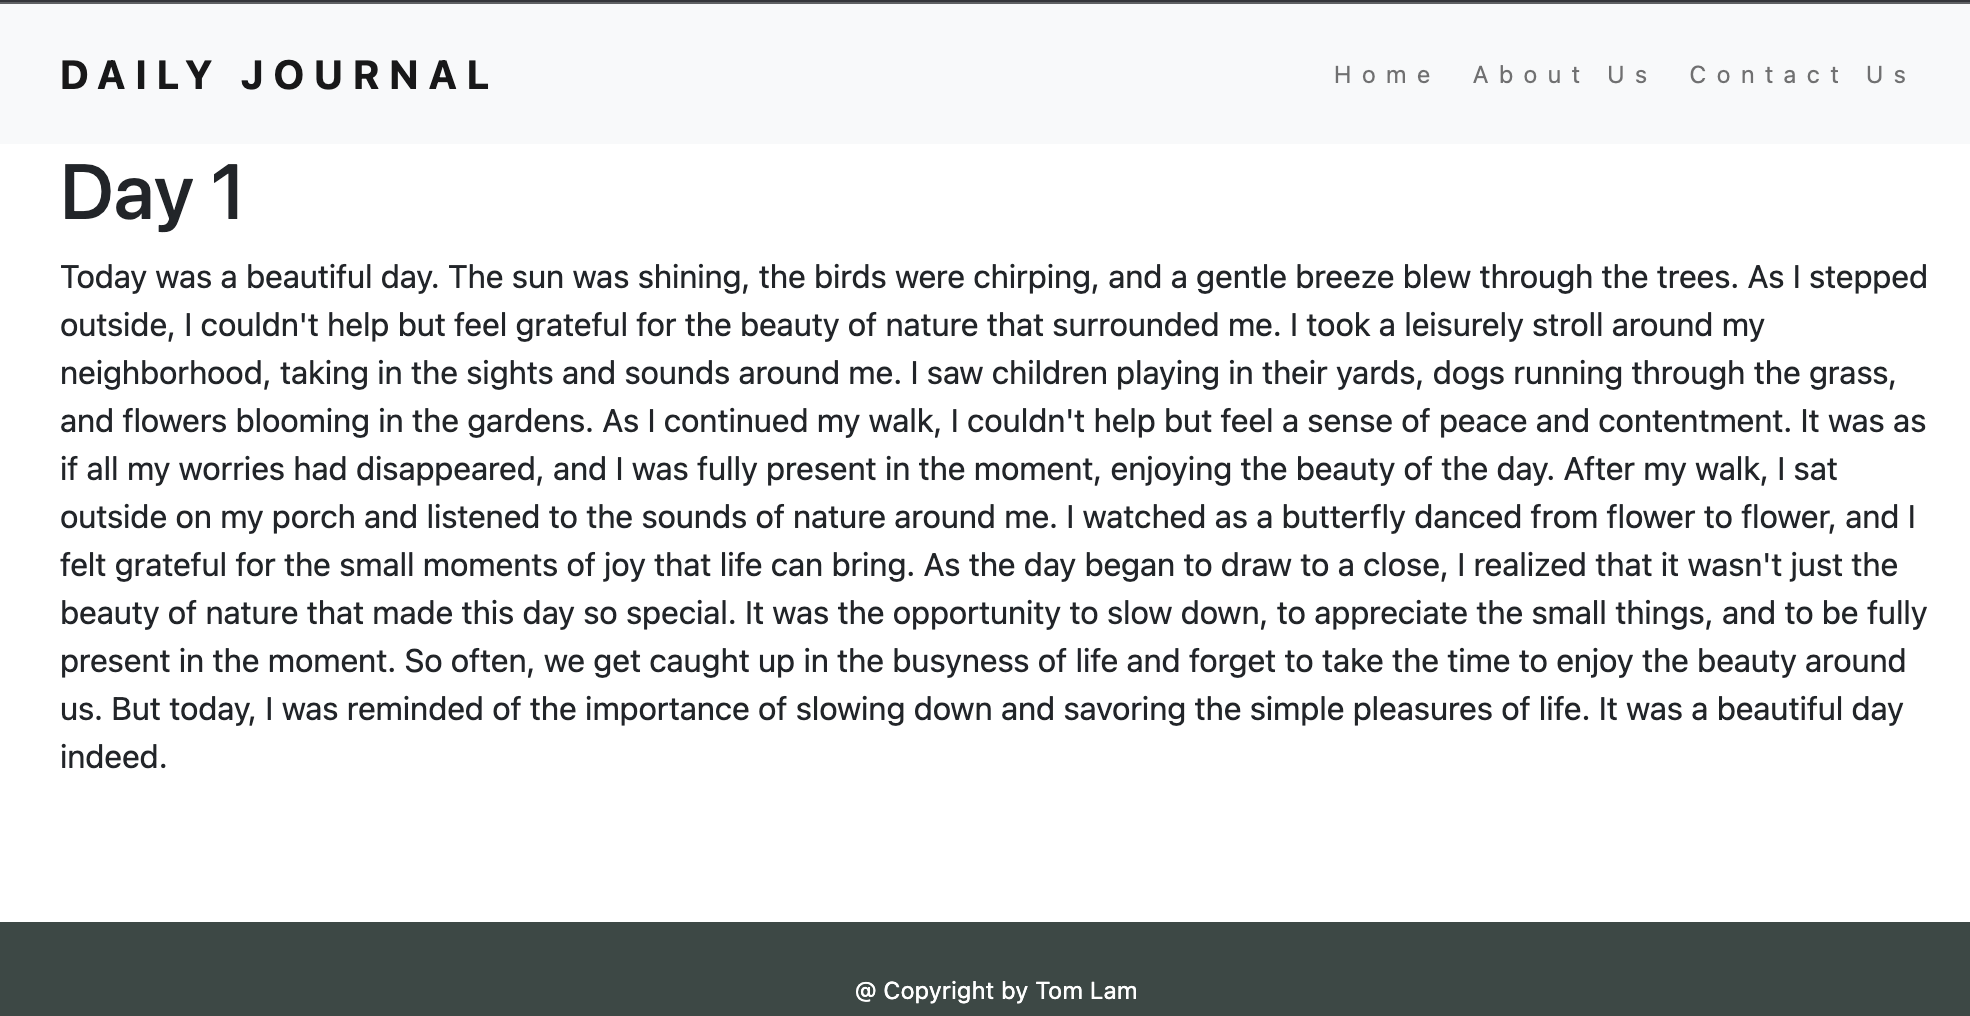 DAILY JOURNAL
Home About Us Contact Us
Day 1
Today was a beautiful day. The sun was shining, the birds were chirping, and a gentle breeze blew through the trees. As I stepped
outside, I couldn't help but feel grateful for the beauty of nature that surrounded me. I took a leisurely stroll around my
neighborhood, taking in the sights and sounds around me. I saw children playing in their yards, dogs running through the grass,
and flowers blooming in the gardens. As I continued my walk, I couldn't help but feel a sense of peace and contentment. It was as
if all my worries had disappeared, and I was fully present in the moment, enjoying the beauty of the day. After my walk, I sat
outside on my porch and listened to the sounds of nature around me. I watched as a butterfly danced from flower to flower, and I
felt grateful for the small moments of joy that life can bring. As the day began to draw to a close, I realized that it wasn't just the
beauty of nature that made this day so special. It was the opportunity to slow down, to appreciate the small things, and to be fully
present in the moment. So often, we get caught up in the busyness of life and forget to take the time to enjoy the beauty around
us. But today, I was reminded of the importance of slowing down and savoring the simple pleasures of life. It was a beautiful day
indeed.
@ Copyright by Tom Lam